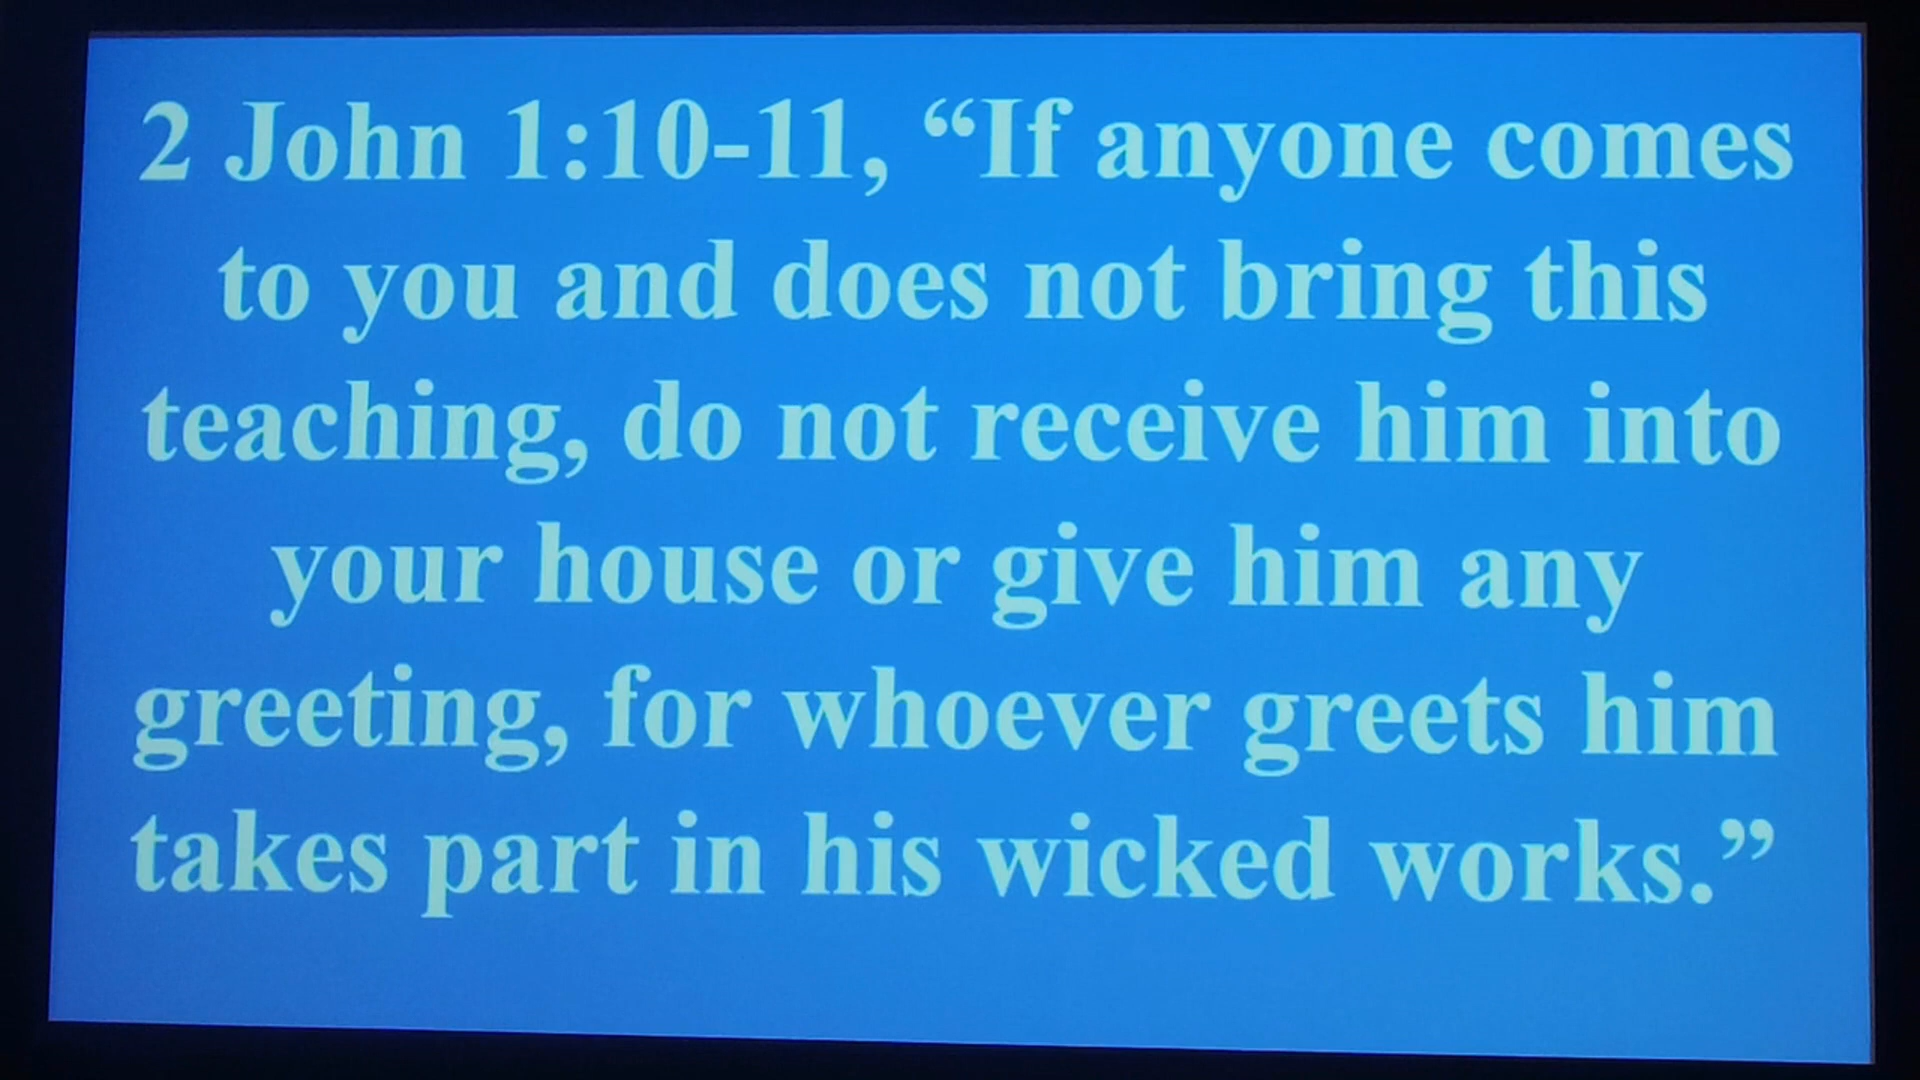 2 John 1:10-11, “If anyone comes
to you and does not bring this
teaching, do not receive him into
your house or give him any
greeting, for whoever greets him
takes part in his wicked works.”